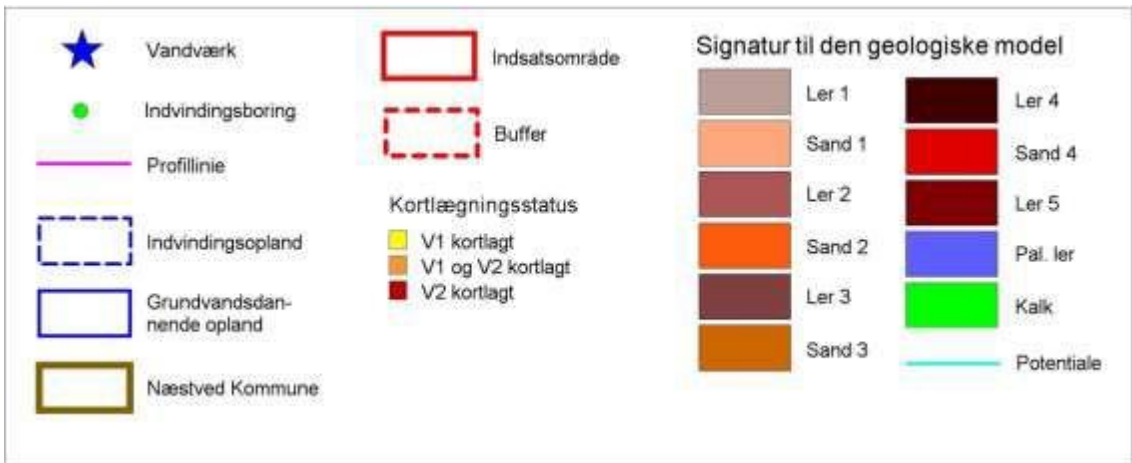 Vandværk
Indvindingsboring
Profillinie
Indvindingsopland
Grundvandsdan-
nende opland
Næstved Kommune
Indsatsområde
Buffer
Kortlægningsstatus
V1 kortlagt
V1 og V2 kortlagt
V2 kortlagt
Signatur til den geologiske model
Ler 1
Sand 1
Ler 2
Sand 2
Ler 3
Sand 3
Ler 4
Sand 4
Ler 5
Pal. ler
Kalk
Potentiale